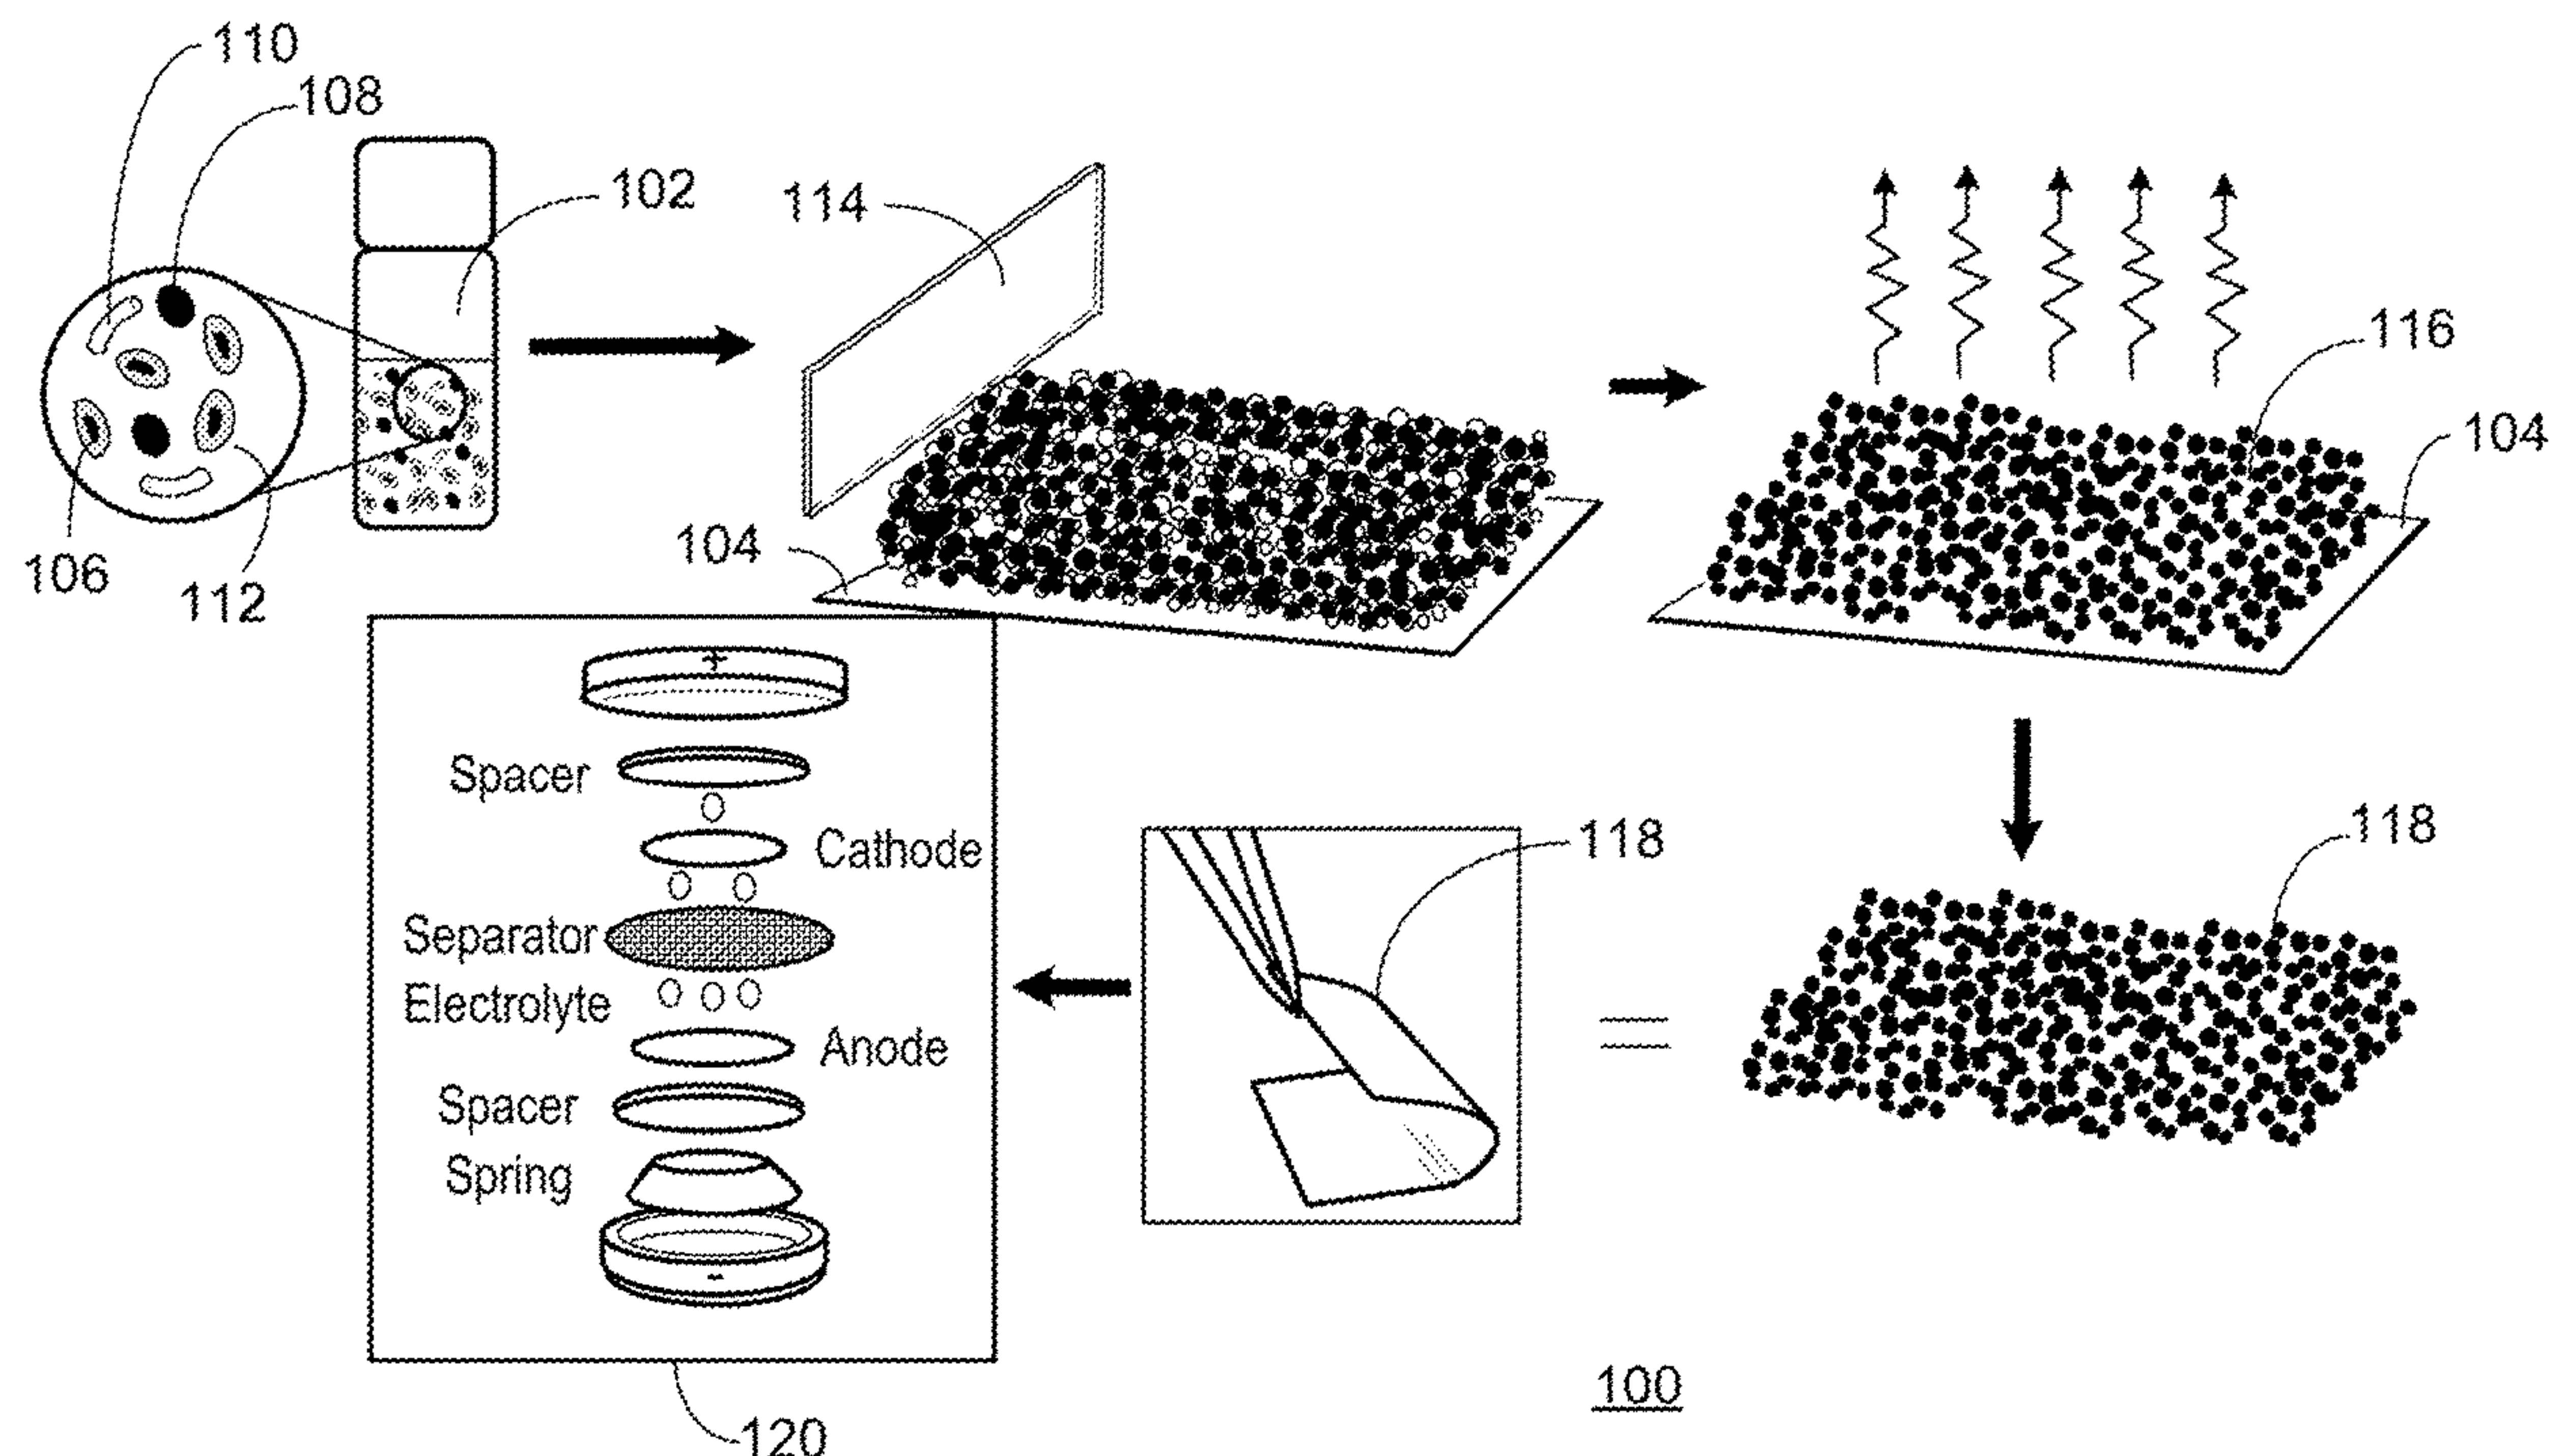 110
108
102
114
116
104
104
106
112
+
Spacer
Cathode
118
118
Separator
Electrolyte
Anode
Spacer
Spring
-
100
120